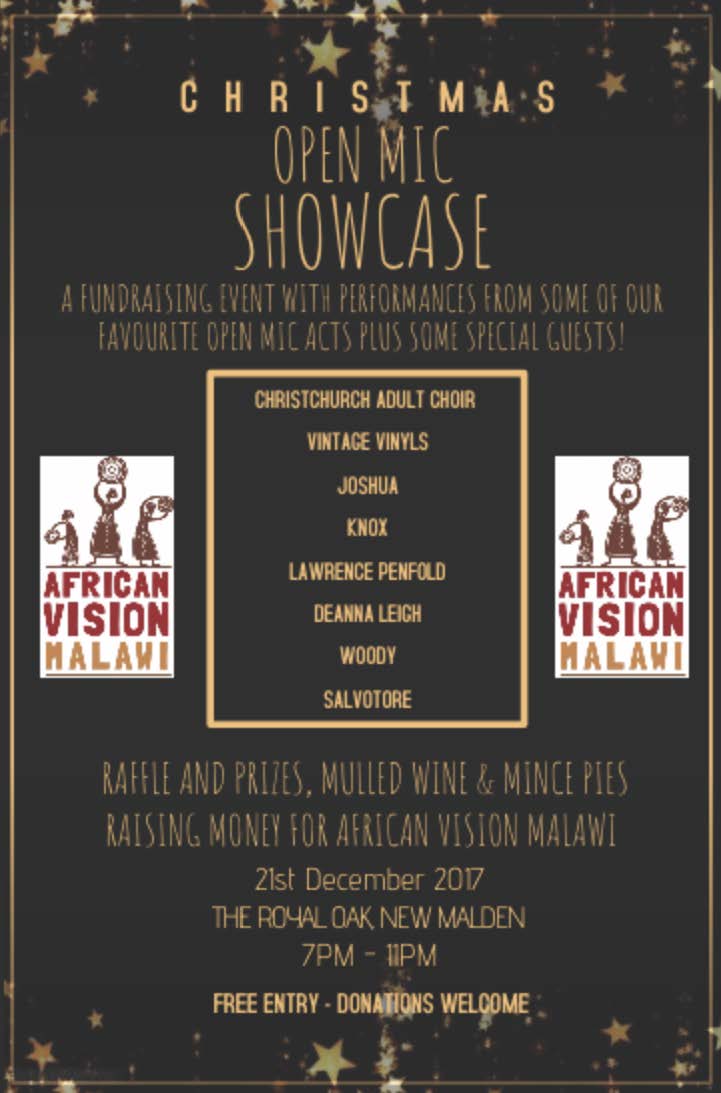 CHRISTMAS
OPEN MIC
SHOWCASE
A FUNDRAISING EVENT WITH PERFORMANCES FROM SOME OF OUR
FAVOURITE OPEN MIC ACTS PLUS SOME SPECIAL GUESTS!
CHRISTCHURCH ADULT CHOIR
VINTAGE VINYLS
JOSHUA
KNOX
LAWRENCE PENFOLD
DEANNA LEIGH
WOODY
SALVOTORE
AFRICAN
VISION
MALAWI
AFRICAN
VISION
MALAWI
RAFFLE AND PRIZES, MULLED WINE & MINCE PIES
RAISING MONEY FOR AFRICAN VISION MALAWI
21st December 2017
THE ROYAL OAK, NEW MALDEN
7PM - 11PM
FREE ENTRY - DONATIONS WELCOME